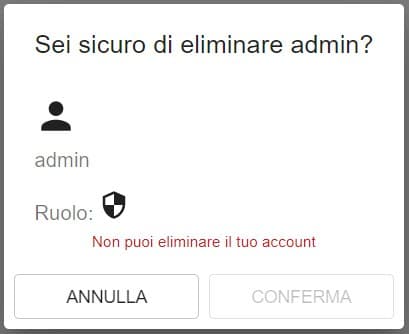 Sei sicuro di eliminare admin?
admin
Ruolo:
Non puoi eliminare il tuo account
ANNULLA
CONFERMA